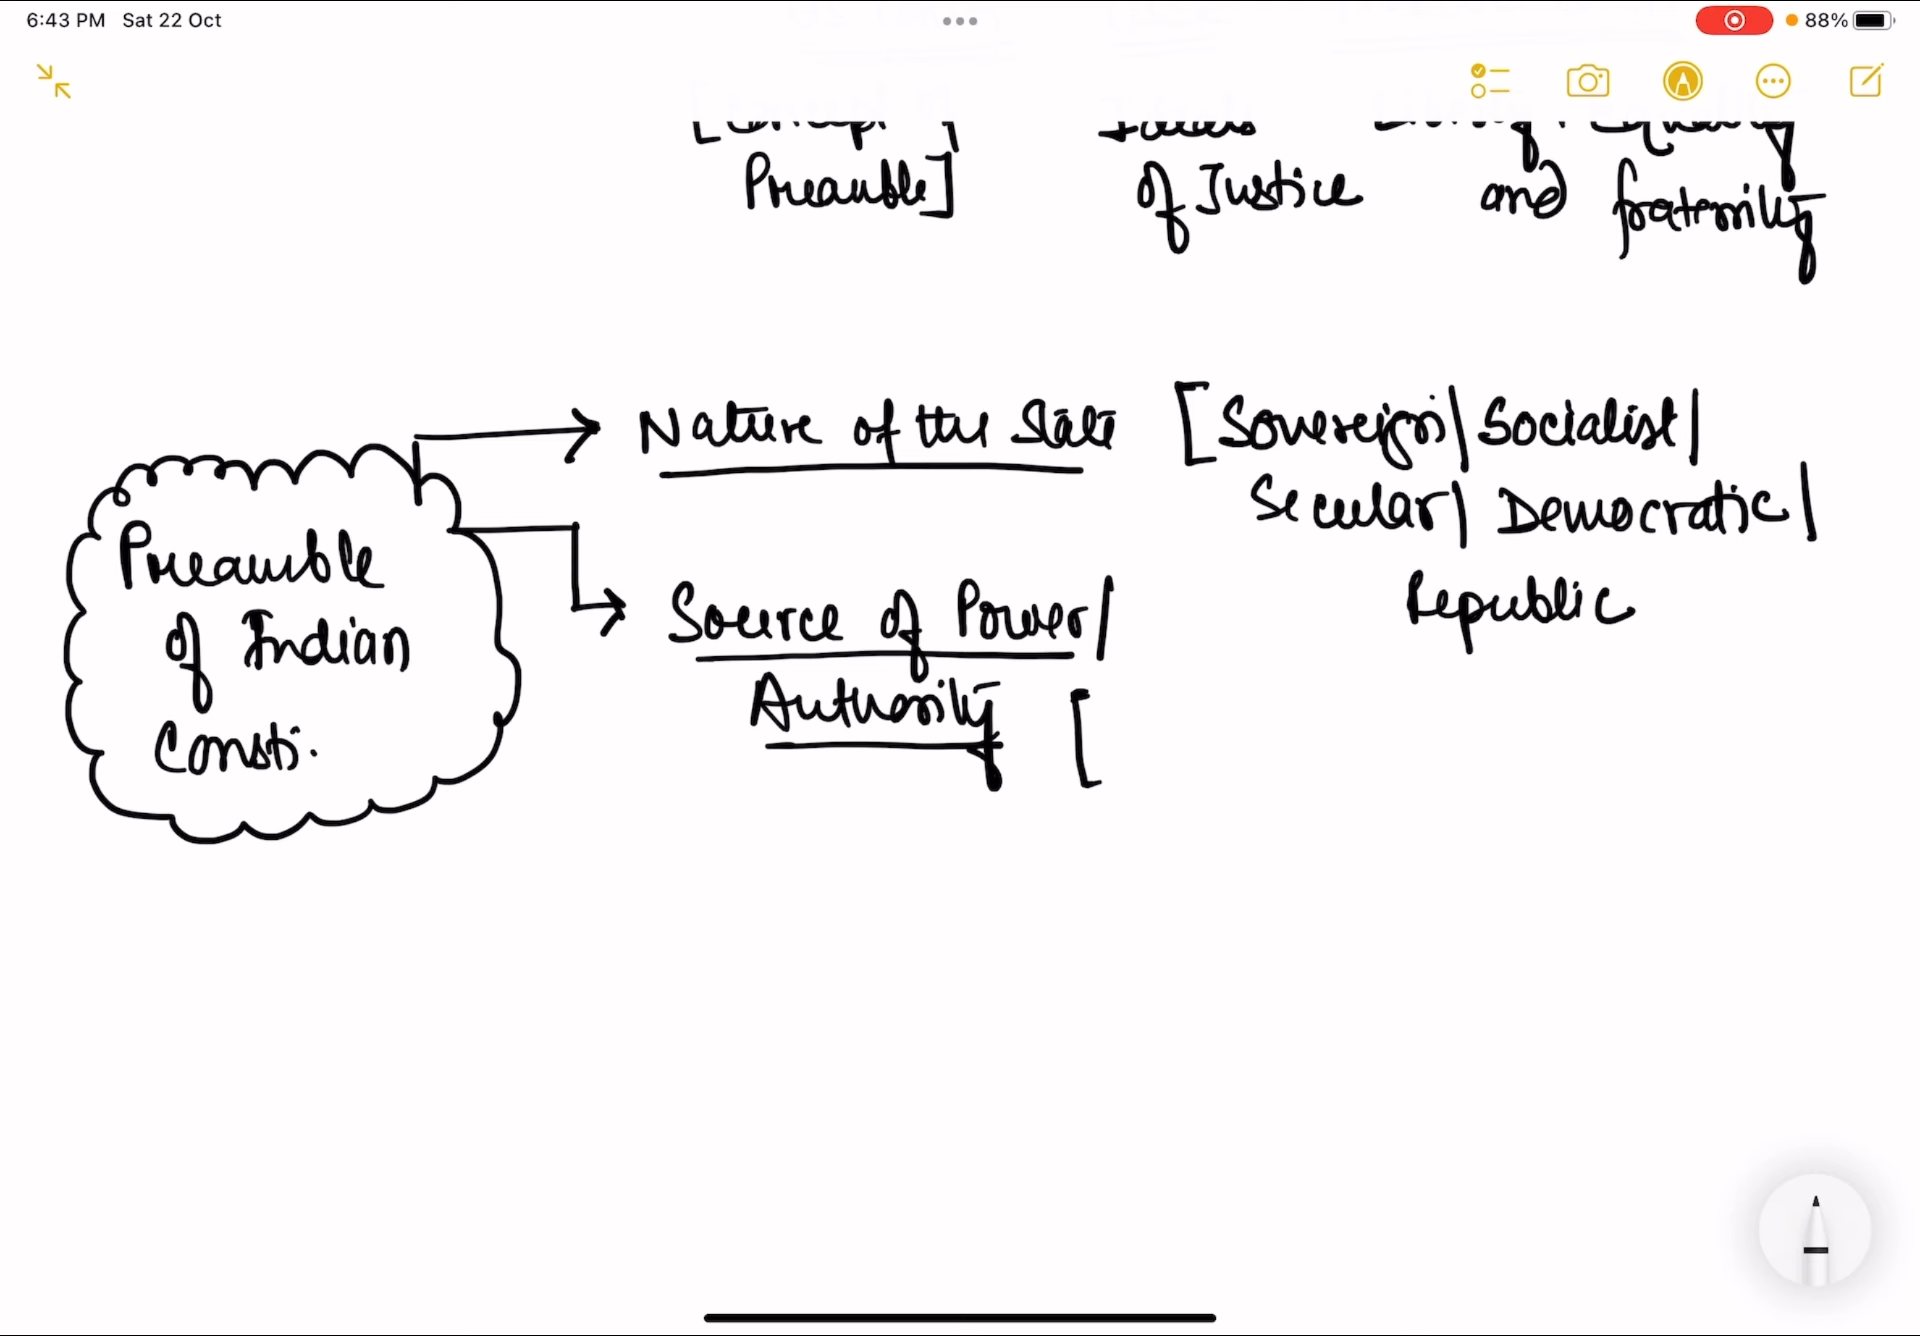 6:43 PM Sat 22 Oct
88%
Preamble]
of Justice
and fraternity
Nature of the State [Sovereign| Socialist|
Secular| Democratic|
Republic
Preamble
of Indian
Consti.
Source of Power|
Authority [